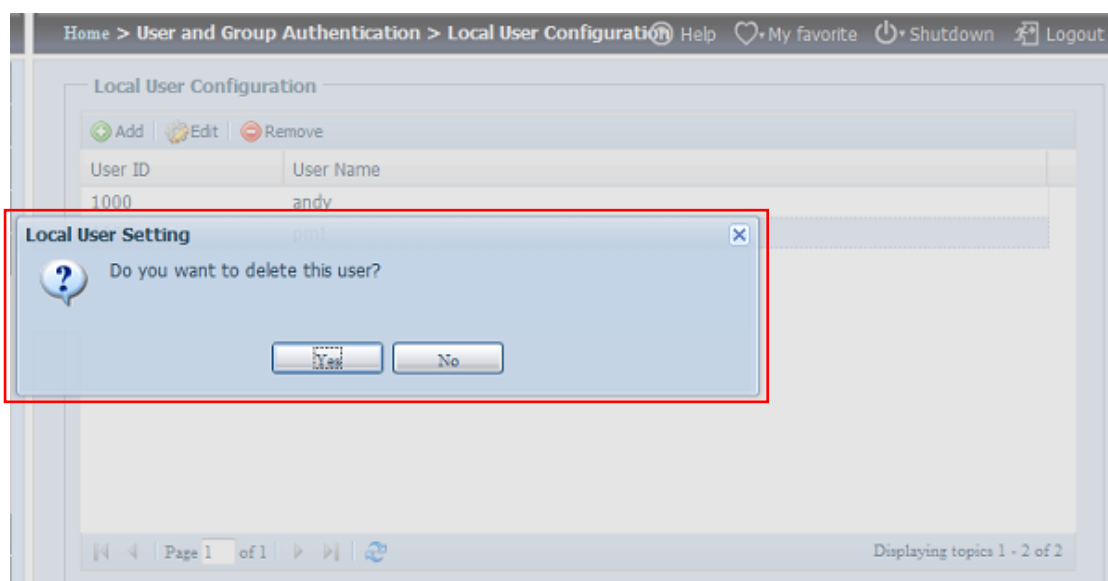 Home > User and Group Authentication > Local User Configuration Help My favorite Shutdown Logout
Local User Configuration
Add Edit Remove
User ID User Name
1000 andy
Local User Setting pm1
Do you want to delete this user?
Yes No
Page 1 of 1 Displaying topics 1 - 2 of 2